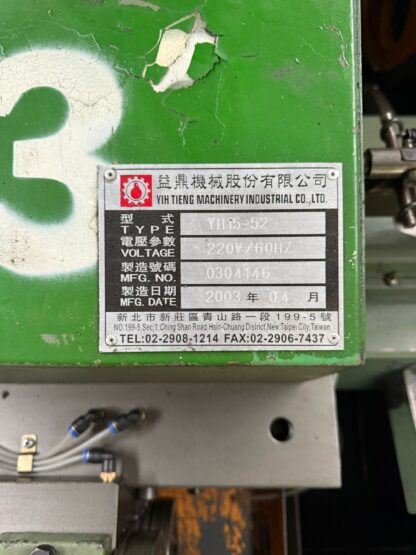 3
益鼎機械股份有限公司
YIH TIENG MACHINERY INDUSTRIAL CO.,LTD.
型 式 YH15-52
TYPE
電壓參數 220V/60HZ
VOLTAGE
製造號碼 0304146
MFG. NO.
製造日期 2003 年 04 月
MFG. DATE
新北市新莊區青山路一段199-5號
NO.199-5,Sec,1,Ching Shan Road,Hsin-Chuang District,New Taipei City,Taiwan
TEL:02-2908-1214 FAX:02-2906-7437